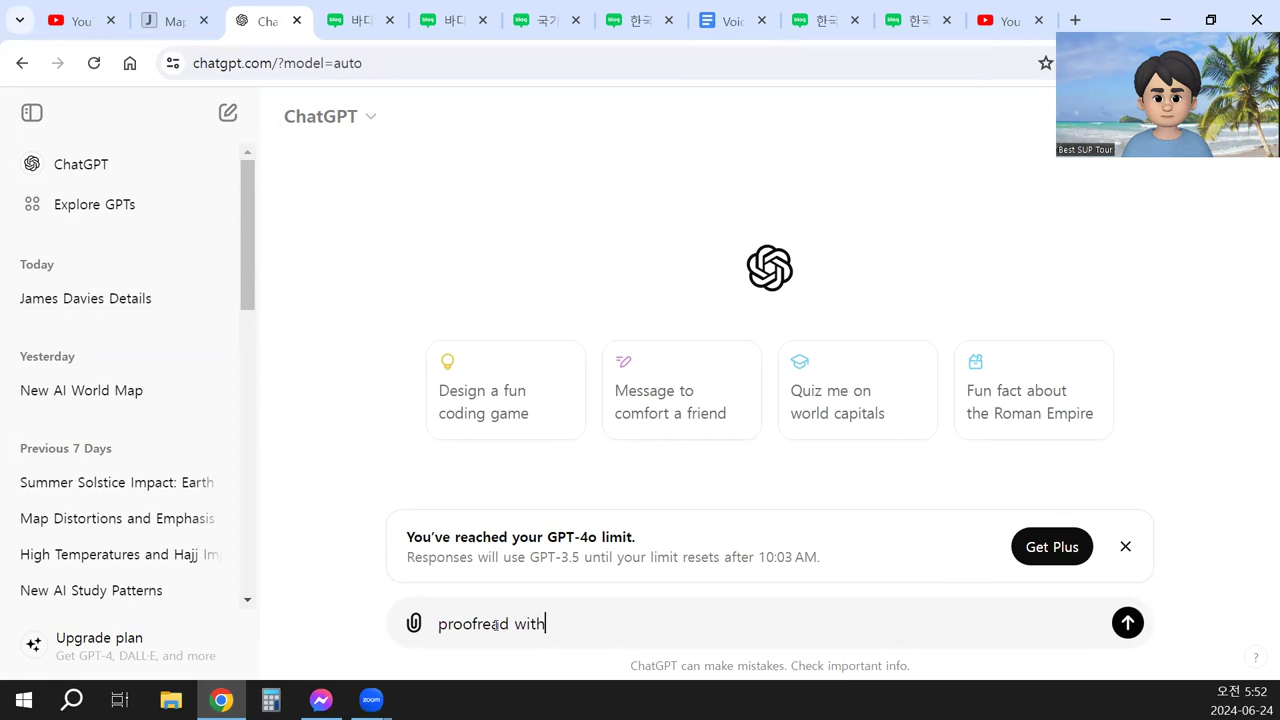 You
Map
Cha
바디
바디
국기
한국
Voic
한국
한국
You
chatgpt.com/?model=auto
Best SUP Tour
ChatGPT
ChatGPT
Explore GPTs
Today
James Davies Details
Yesterday
New AI World Map
Previous 7 Days
Summer Solstice Impact: Earth
Map Distortions and Emphasis
High Temperatures and Hajj Im
New AI Study Patterns
Upgrade plan
Get GPT-4, DALL·E, and more
Design a fun
coding game
Message to
comfort a friend
Quiz me on
world capitals
Fun fact about
the Roman Empire
You've reached your GPT-4o limit.
Responses will use GPT-3.5 until your limit resets after 10:03 AM.
Get Plus
proofread with
ChatGPT can make mistakes. Check important info.
?
zoom
오전 5:52
2024-06-24